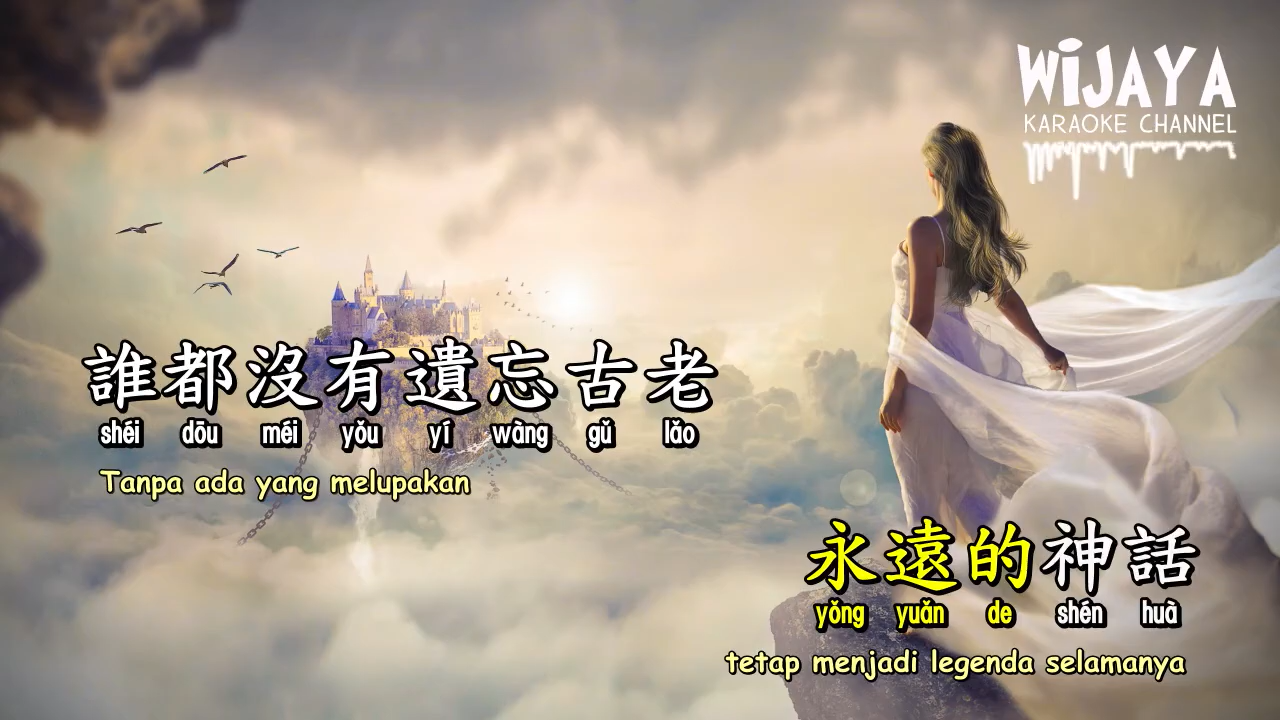 WiJAYA
KARAOKE CHANNEL
誰都沒有遺忘古老
shéi dōu méi yǒu yí wàng gǔ lǎo
Tanpa ada yang melupakan
永遠的神話
yǒng yuǎn de shén huà
tetap menjadi legenda selamanya